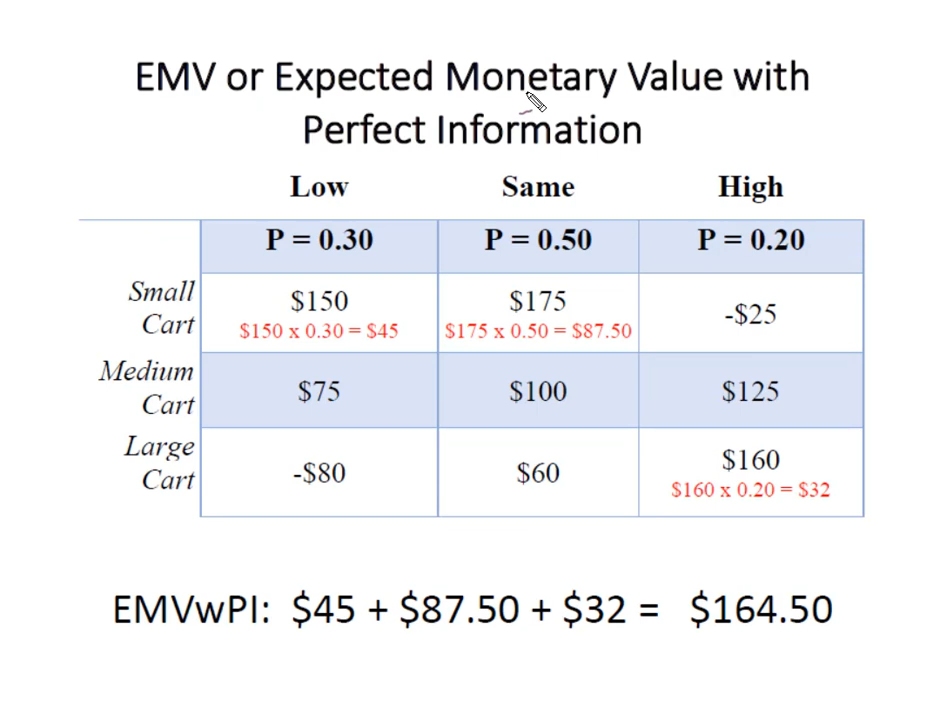 EMV or Expected Monetary Value with
Perfect Information
Low Same High
P = 0.30 P = 0.50 P = 0.20
Small
Cart
$150 $175 -$25
$150 x 0.30 = $45 $175 x 0.50 = $87.50
Medium
Cart
$75 $100 $125
Large
Cart
-$80 $60 $160
$160 x 0.20 = $32
EMVwPI: $45 + $87.50 + $32 = $164.50